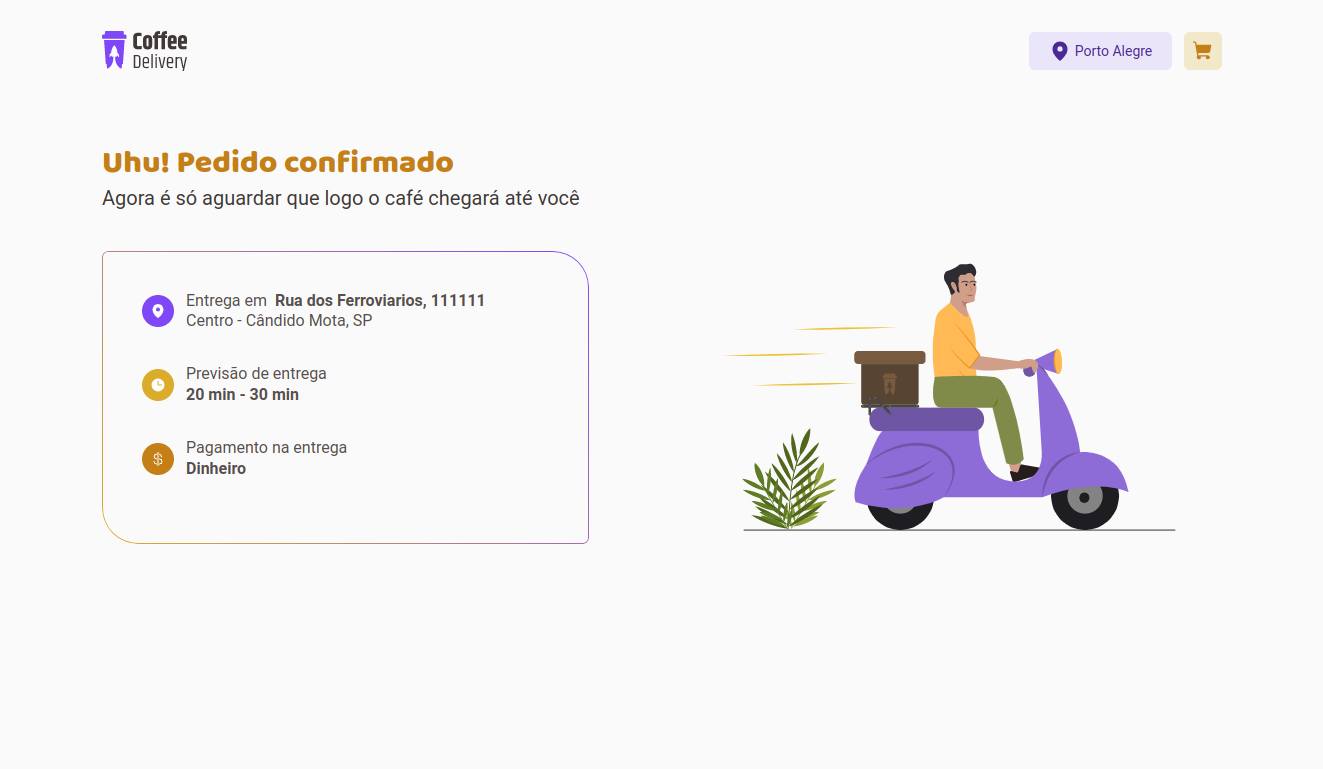 Coffee
Delivery
Porto Alegre
Uhu! Pedido confirmado
Agora é só aguardar que logo o café chegará até você
Entrega em Rua dos Ferroviarios, 111111
Centro - Cândido Mota, SP
Previsão de entrega
20 min - 30 min
Pagamento na entrega
Dinheiro